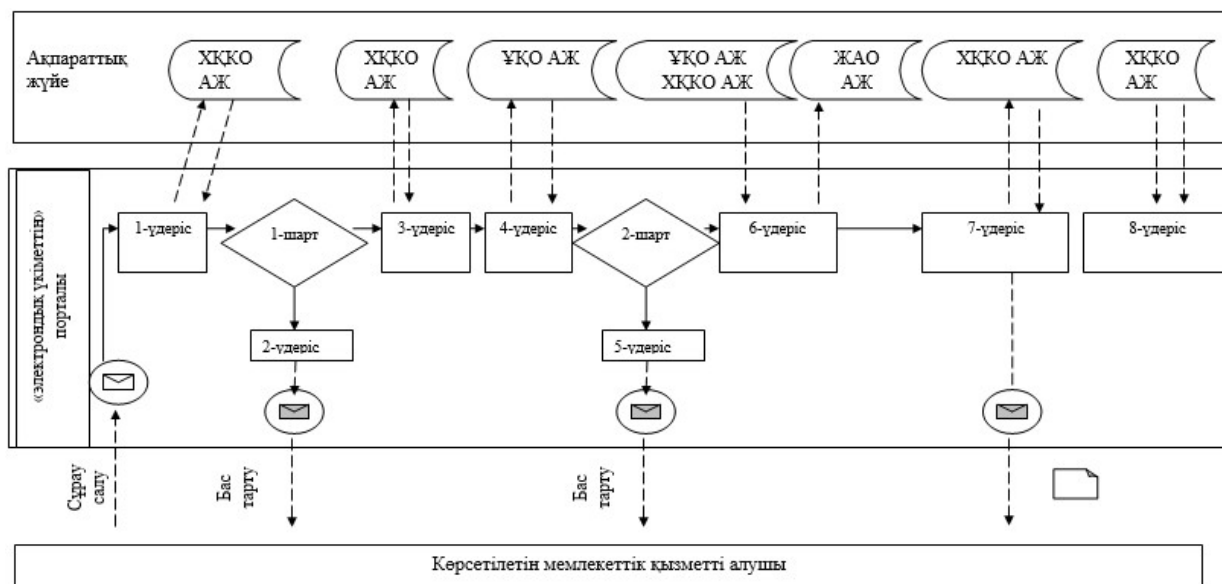 Ақпараттық
жүйе
ХҚКО
АЖ
ХҚКО
АЖ
ҰҚО АЖ
ҰҚО АЖ
ХҚКО АЖ
ЖАО
АЖ
ХҚКО АЖ
ХҚКО
АЖ
«электрондық үкіметтің»
порталы
1-үдеріс
1-шарт
3-үдеріс
4-үдеріс
2-шарт
6-үдеріс
7-үдеріс
8-үдеріс
2-үдеріс
5-үдеріс
Сұрау
салу
Бас
тарту
Бас
тарту
Көрсетілетін мемлекеттік қызметті алушы